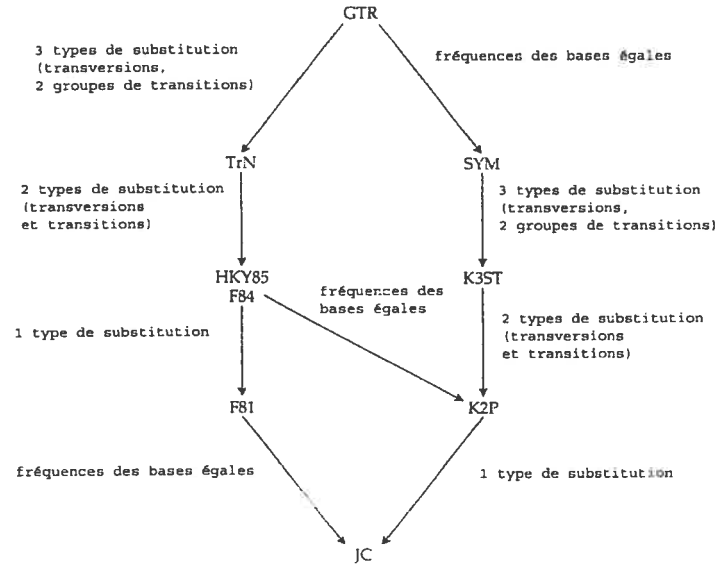 GTR
3 types de substitution
(transversions,
2 groupes de transitions)
fréquences des bases égales
TrN
SYM
2 types de substitution
(transversions
et transitions)
3 types de substitution
(transversions,
2 groupes de transitions)
HKY85
F84
fréquences des
bases égales
K3ST
1 type de substitution
2 types de substitution
(transversions
et transitions)
F81
K2P
fréquences des bases égales
1 type de substitution
JC